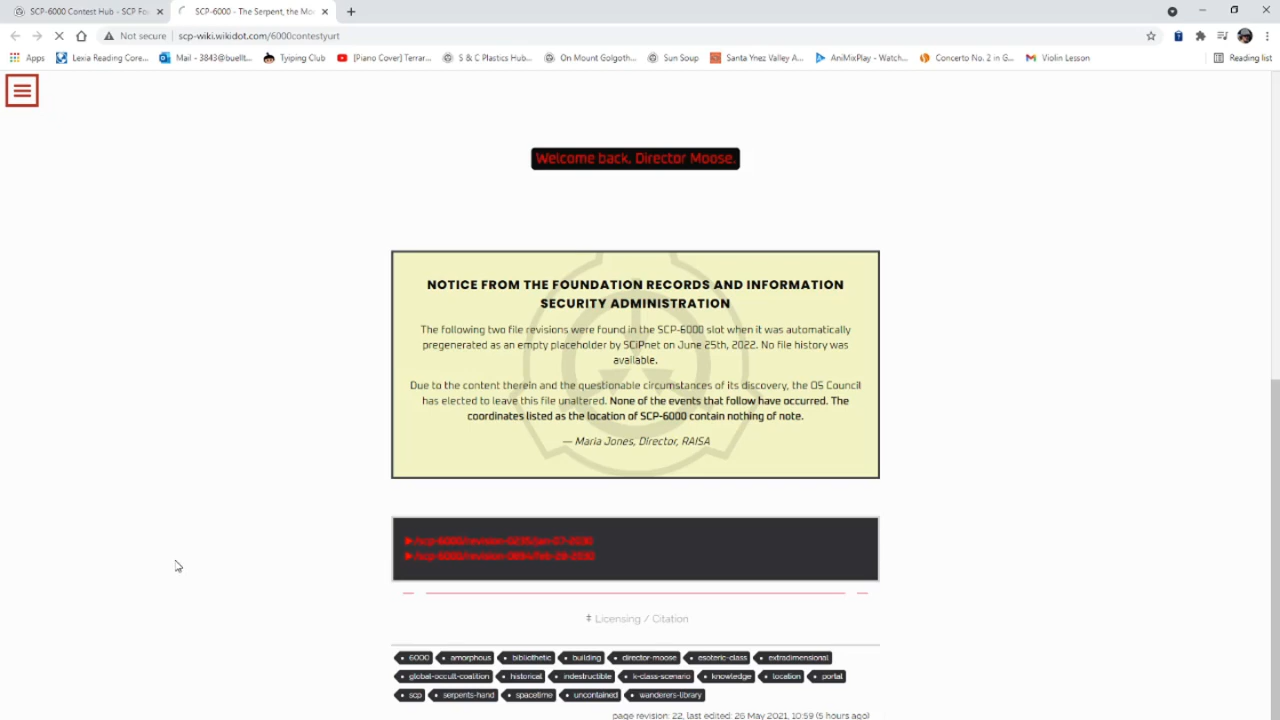 SCP-6000 Contest Hub - SCP Fo
SCP-6000 - The Serpent, the Mo
Not secure
scp-wiki.wikidot.com/6000contestyurt
Apps
Lexia Reading Core...
Mail - 3843@buellt...
Tyiping Club
[Piano Cover] Terrar...
S & C Plastics Hub...
On Mount Golgoth...
Sun Soup
Santa Ynez Valley A...
AniMixPlay - Watch...
Concerto No. 2 in G...
Violin Lesson
Reading list
Welcome back, Director Moose.
NOTICE FROM THE FOUNDATION RECORDS AND INFORMATION
SECURITY ADMINISTRATION
The following two file revisions were found in the SCP-6000 slot when it was automatically
pregenerated as an empty placeholder by SCiPnet on June 25th, 2022. No file history was
available.
Due to the content therein and the questionable circumstances of its discovery, the O5 Council
has elected to leave this file unaltered. None of the events that follow have occurred. The
coordinates listed as the location of SCP-6000 contain nothing of note.
— Maria Jones, Director, RAISA
‡ Licensing / Citation
6000 amorphous bibliothetic building director-moose esoteric-class extradimensional
global-occult-coalition historical indestructible k-class-scenario knowledge location portal
scp serpents-hand spacetime uncontained wanderers-library
page revision: 22, last edited: 26 May 2021, 10:59 (5 hours ago)